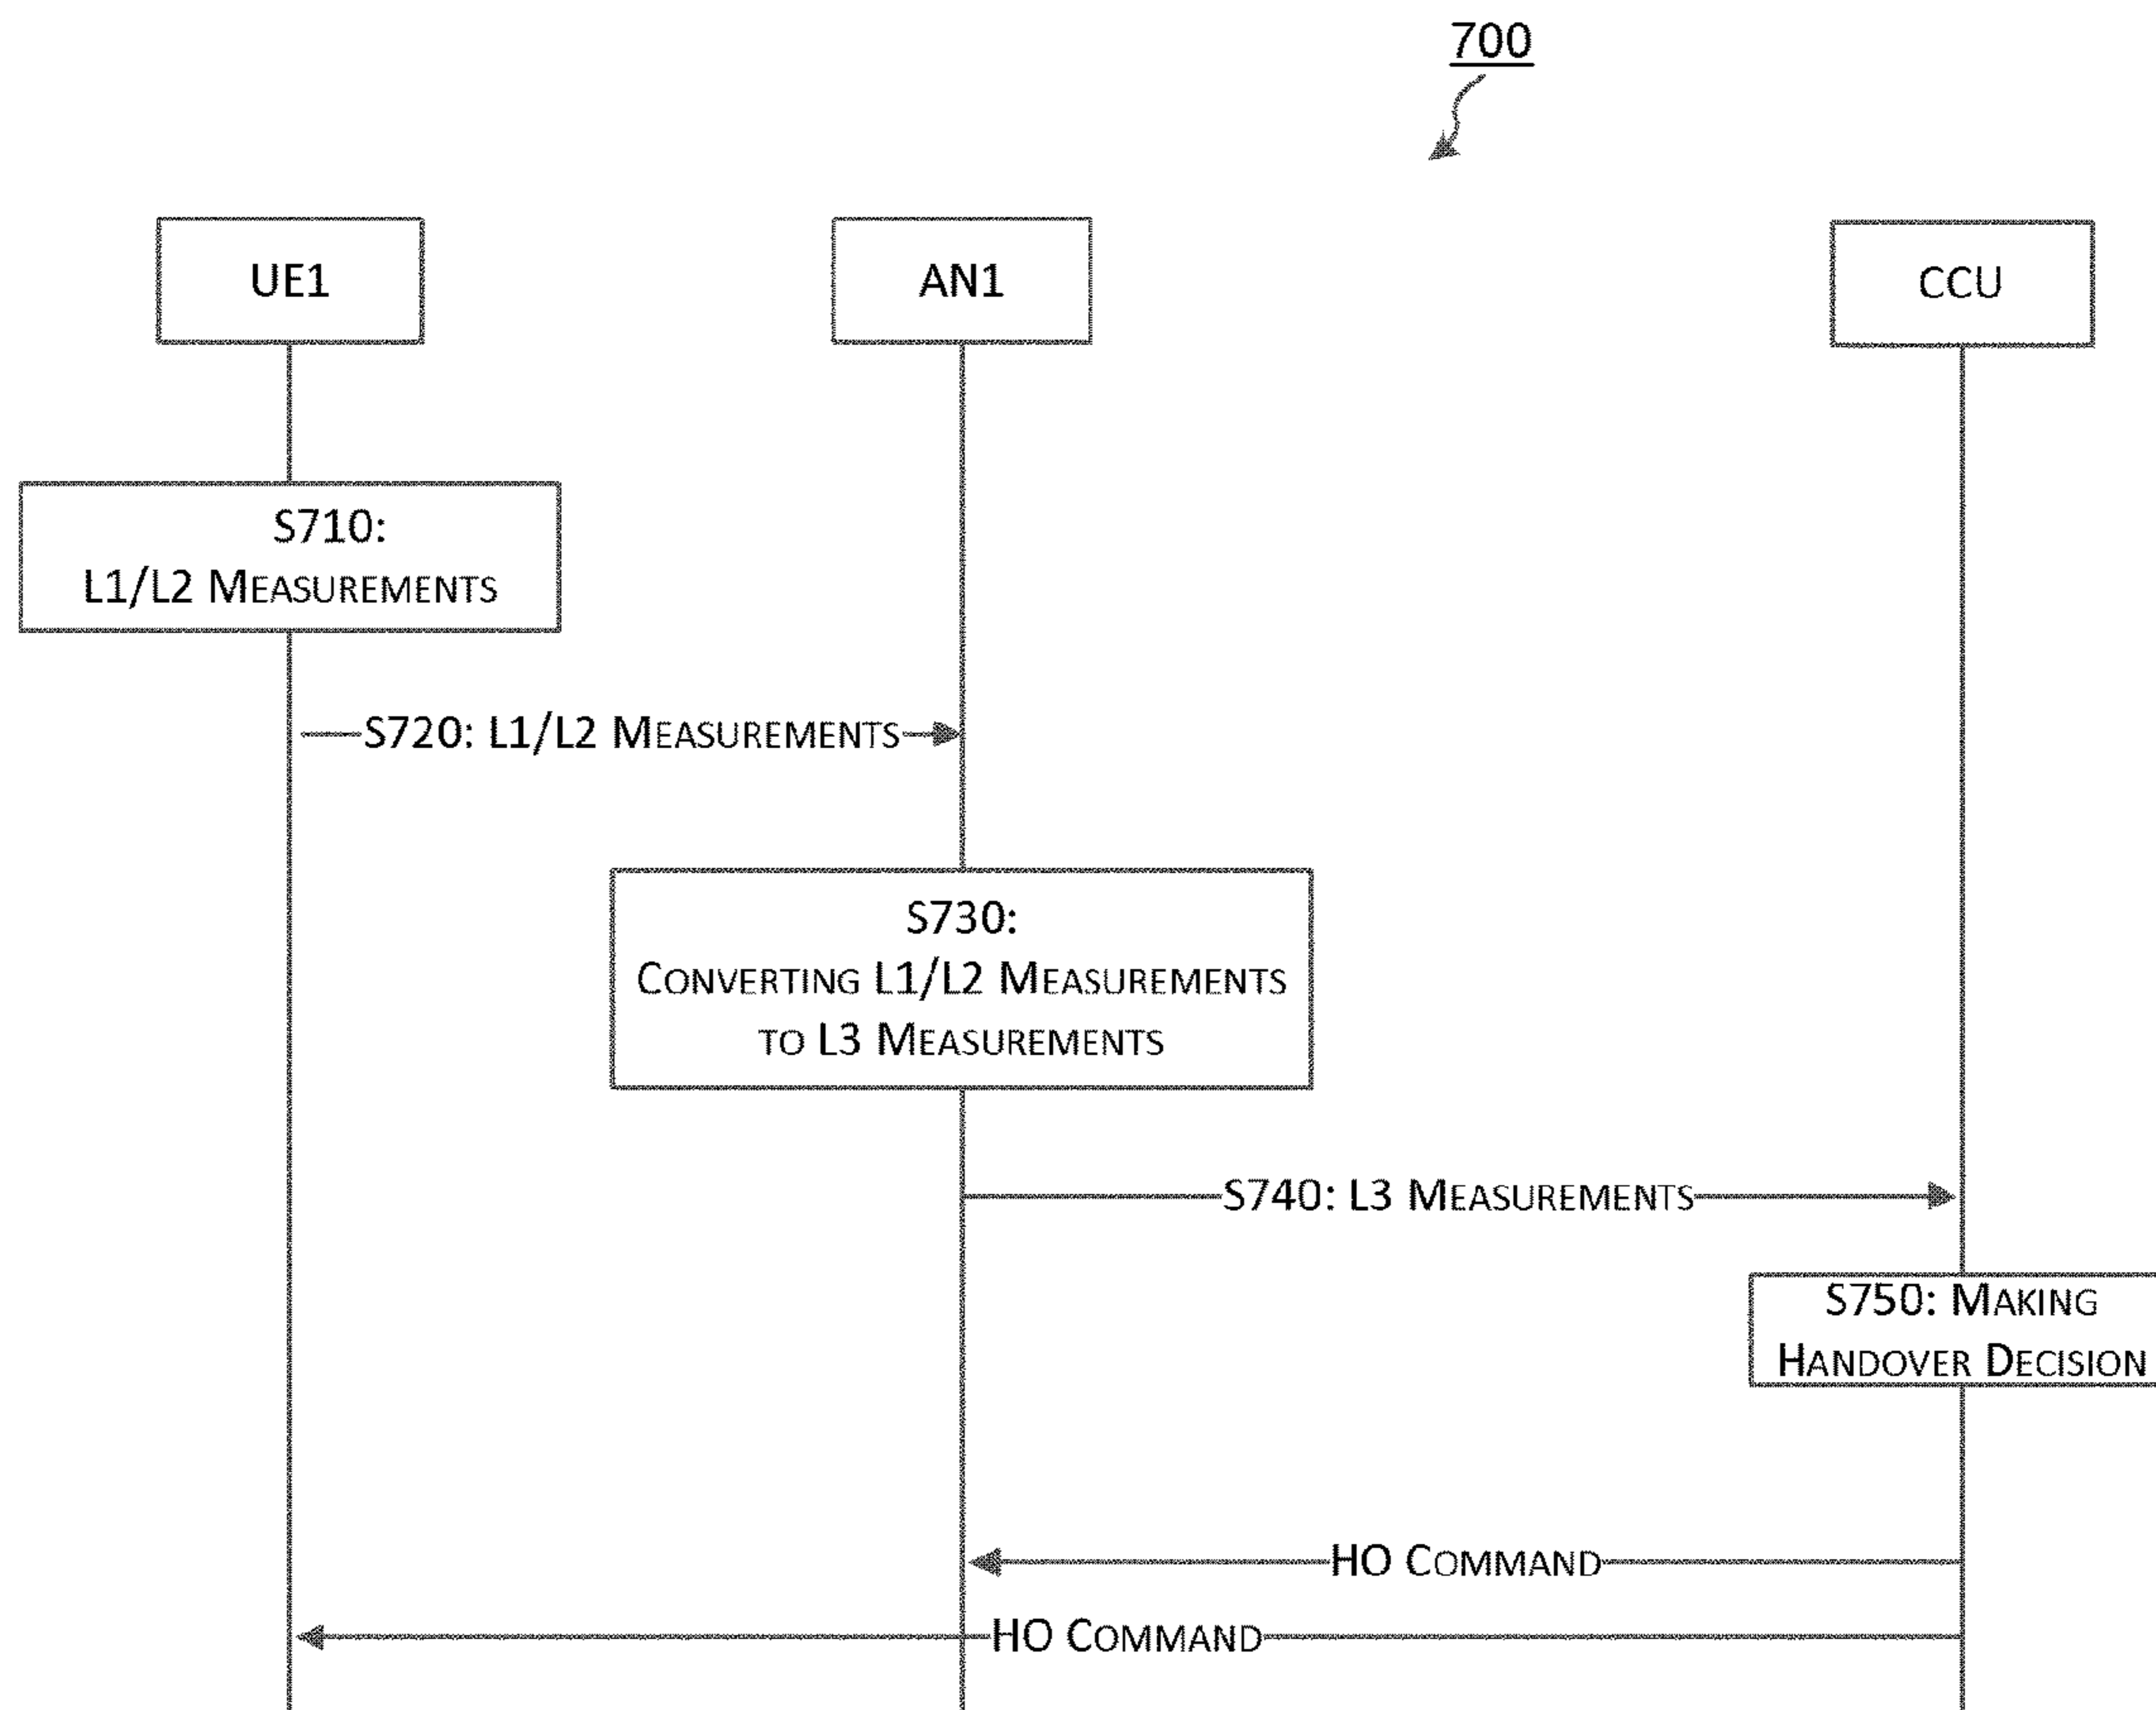 700
UE1
AN1
CCU
S710:
L1/L2 MEASUREMENTS
S720: L1/L2 MEASUREMENTS
S730:
CONVERTING L1/L2 MEASUREMENTS
TO L3 MEASUREMENTS
S740: L3 MEASUREMENTS
S750: MAKING
HANDOVER DECISION
HO COMMAND
HO COMMAND